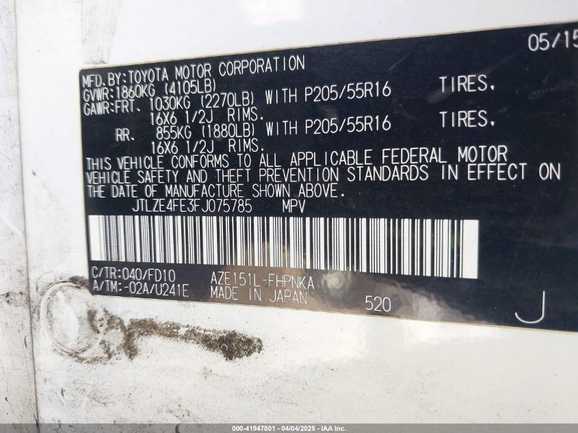 05/15
MFD.BY:TOYOTA MOTOR CORPORATION
GVWR:1860KG (4105LB)
GAWR:FRT. 1030KG (2270LB) WITH P205/55R16 TIRES.
16X6 1/2J RIMS.
RR. 855KG (1880LB) WITH P205/55R16 TIRES.
16X6 1/2J RIMS.
THIS VEHICLE CONFORMS TO ALL APPLICABLE FEDERAL MOTOR
VEHICLE SAFETY AND THEFT PREVENTION STANDARDS IN EFFECT ON
THE DATE OF MANUFACTURE SHOWN ABOVE.
JTLZE4FE3FJ075785 MPV
C/TR:040/FD10 AZE151L-FHPNKA
A/TM:-02A/U241E MADE IN JAPAN 520
J
000-41947801 - 04/04/2025 - IAA Inc.